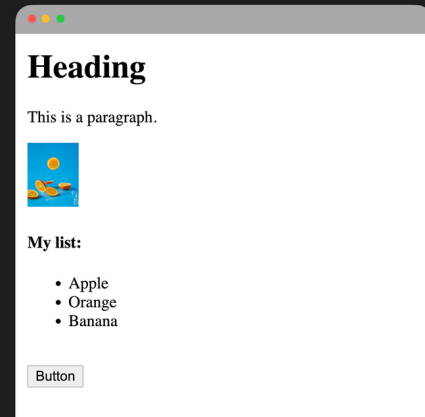 Heading
This is a paragraph.
My list:
Apple
Orange
Banana
Button